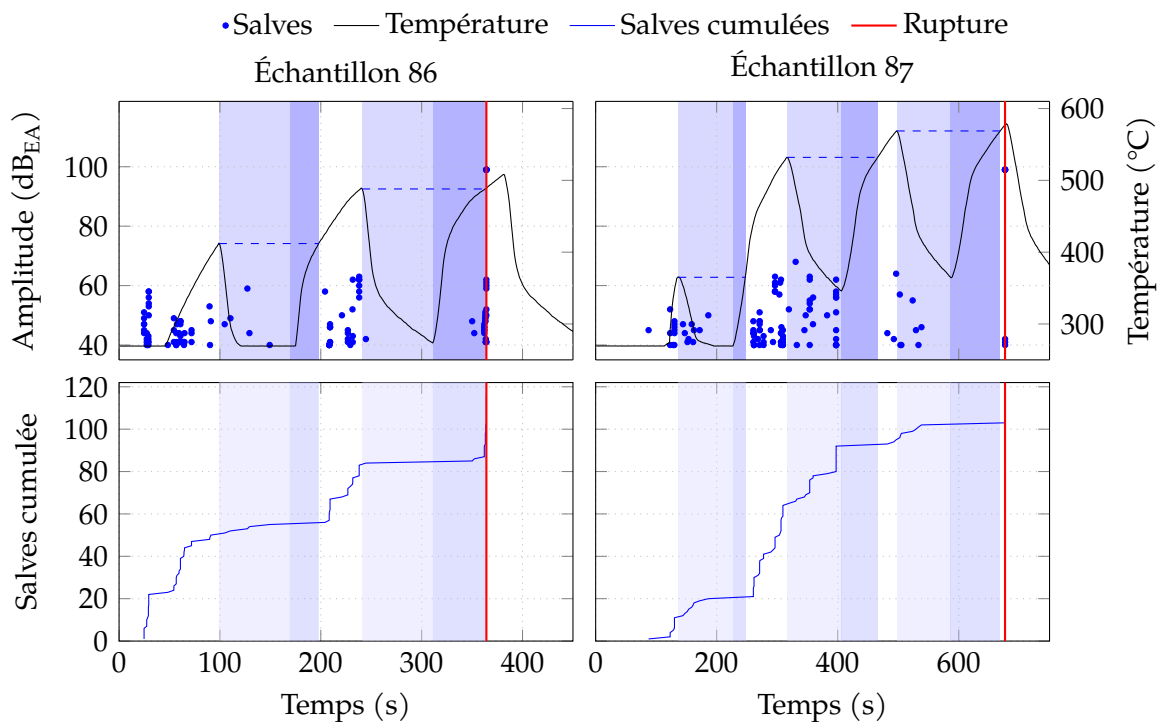 Salves Température Salves cumulées Rupture
Échantillon 86 Échantillon 87
Amplitude (dBEA)
100
80
60
40
600
500
400
300
Température (°C)
Salves cumulée
120
100
80
60
40
20
0
0 100 200 300 400
0 200 400 600
Temps (s) Temps (s)